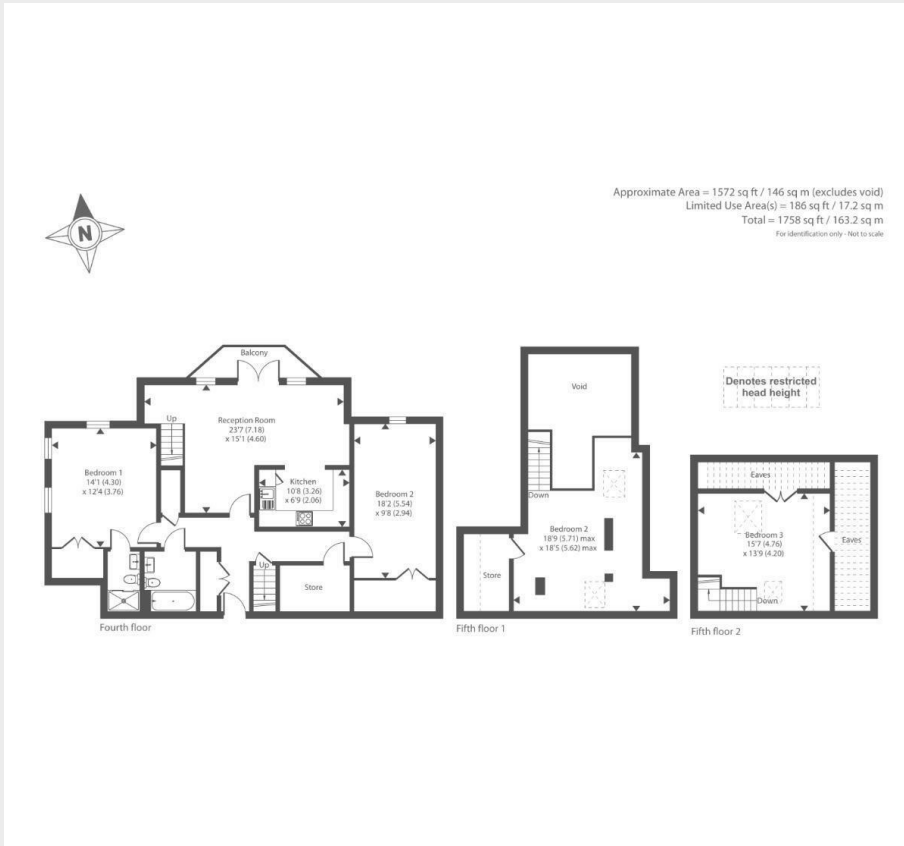 Approximate Area = 1572 sq ft / 146 sq m (excludes void)
Limited Use Area(s) = 186 sq ft / 17.2 sq m
Total = 1758 sq ft / 163.2 sq m
For identification only - Not to scale
N
Balcony
Up
Reception Room
23'7 (7.18)
x 15'1 (4.60)
Bedroom 1
14'1 (4.30)
x 12'4 (3.76)
Kitchen
10'8 (3.26)
x 6'9 (2.06)
Bedroom 2
18'2 (5.54)
x 9'8 (2.94)
Up
Store
Fourth floor
Void
Down
Bedroom 2
18'9 (5.71) max
x 18'5 (5.62) max
Store
Fifth floor 1
Denotes restricted
head height
Eaves
Bedroom 3
15'7 (4.76)
x 13'9 (4.20)
Eaves
Down
Fifth floor 2